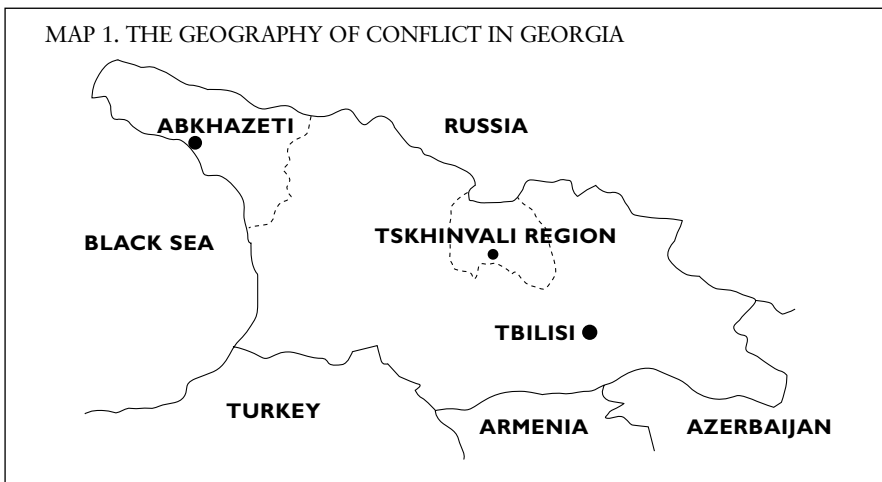 MAP 1. THE GEOGRAPHY OF CONFLICT IN GEORGIA
ABKHAZETI
RUSSIA
TSKHINVALI REGION
BLACK SEA
TBILISI
TURKEY
ARMENIA
AZERBAIJAN